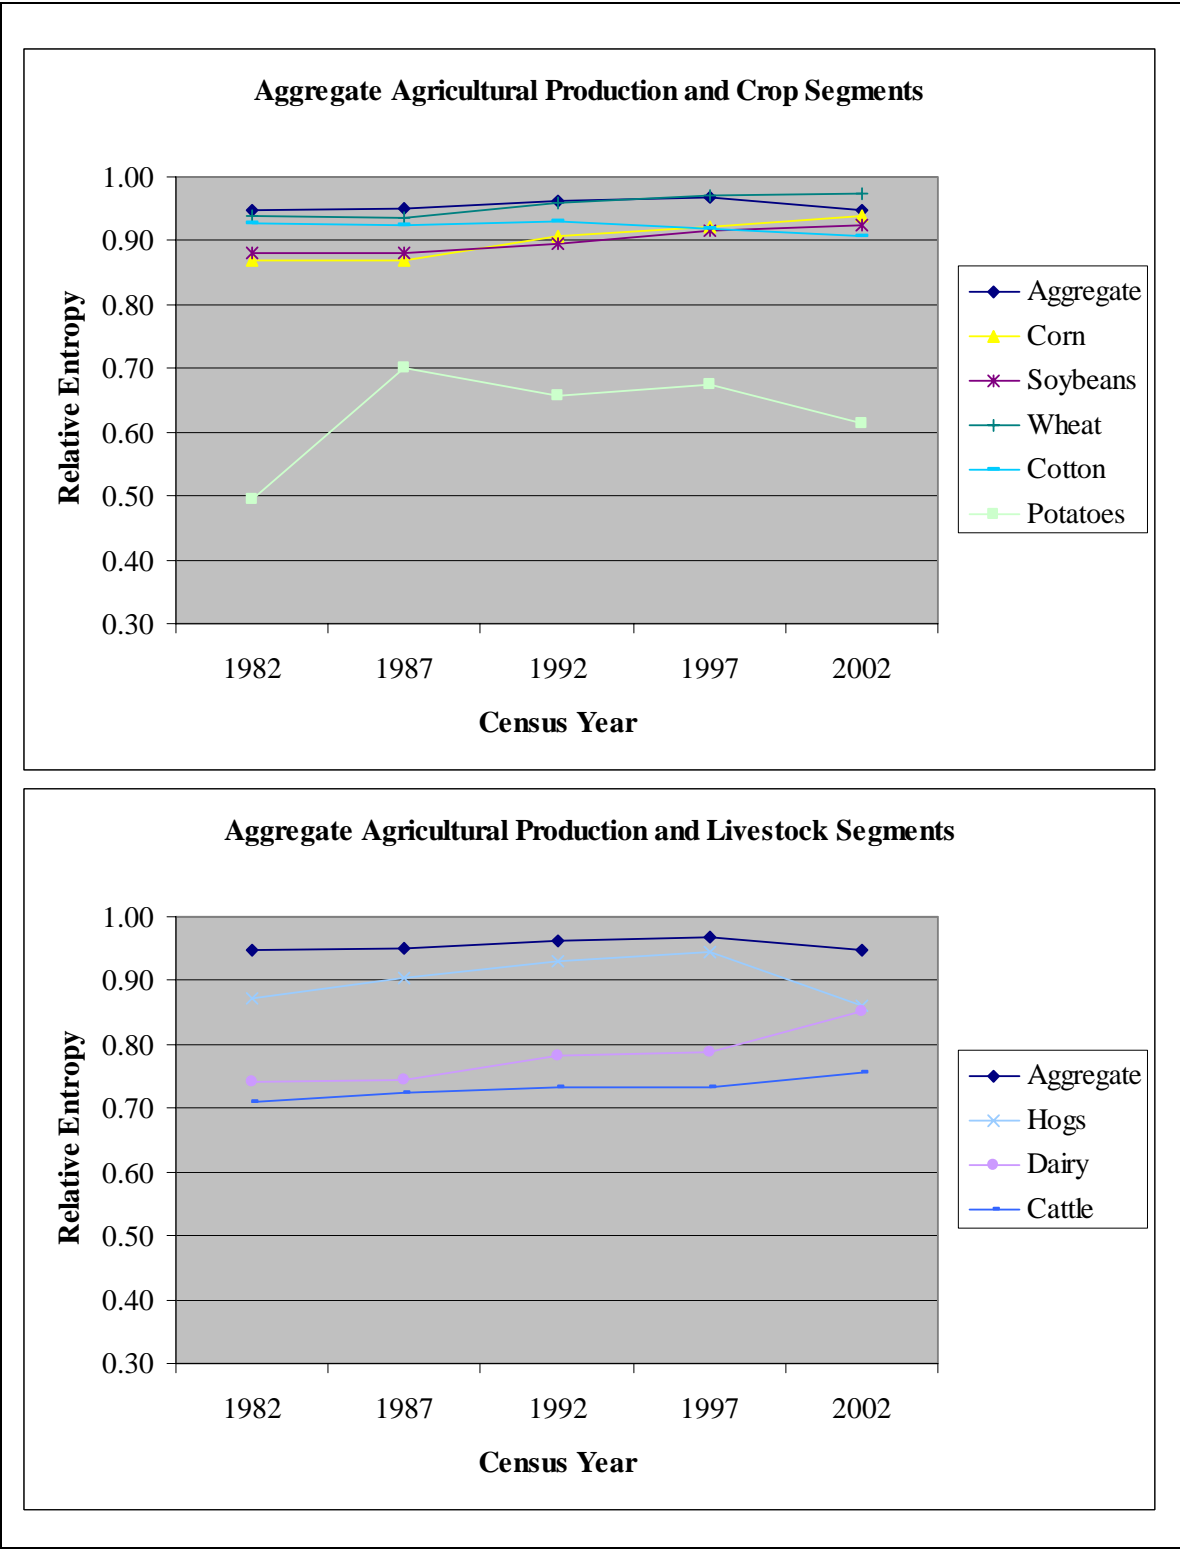 Aggregate Agricultural Production and Crop Segments
1.00
0.90
0.80
0.70
0.60
0.50
0.40
0.30
Relative Entropy
1982 1987 1992 1997 2002
Census Year
Aggregate
Corn
Soybeans
Wheat
Cotton
Potatoes
Aggregate Agricultural Production and Livestock Segments
1.00
0.90
0.80
0.70
0.60
0.50
0.40
0.30
Relative Entropy
1982 1987 1992 1997 2002
Census Year
Aggregate
Hogs
Dairy
Cattle